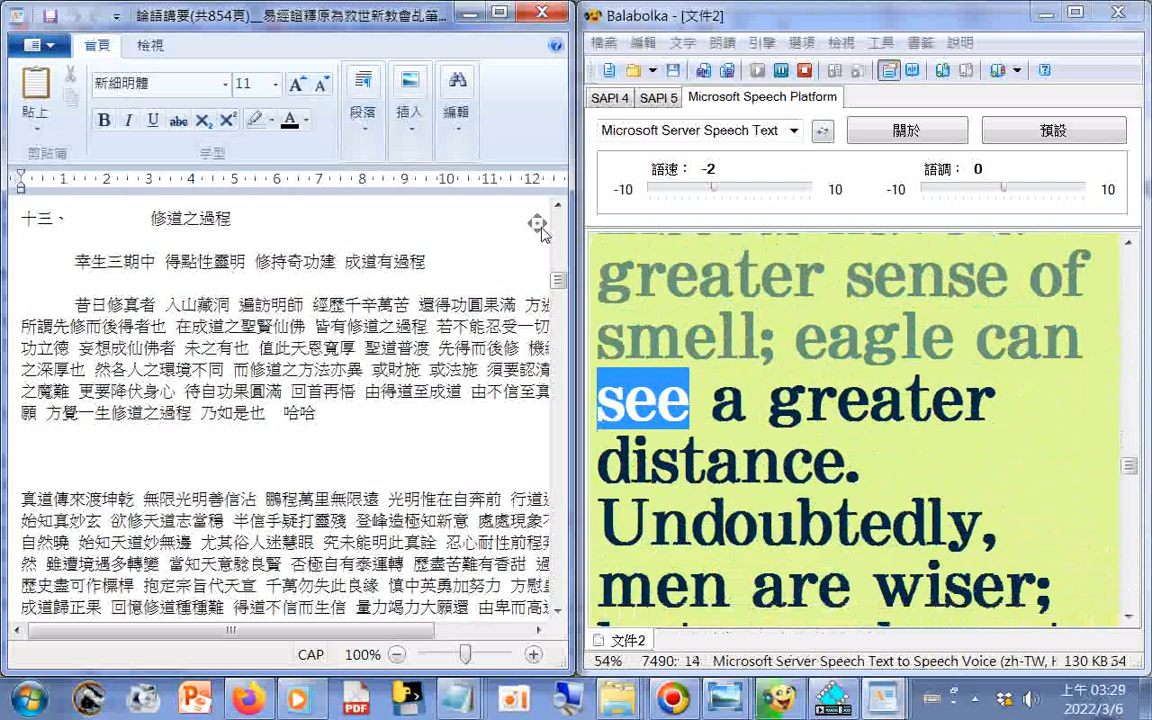 論語講要(共854頁)__易經證釋原為救世新教會乩筆...
首頁
檢視
貼上
剪貼簿
新細明體
11
A A
B I U abc X₂ X² A
字型
段落
插入
編輯
1 2 3 4 5 6 7 8 9 10 11 12
十三、 修道之過程
幸生三期中 得點性靈明 修持奇功建 成道有過程
昔日修真者 入山藏洞 遍訪明師 經歷千辛萬苦 還得功圓果滿 方
所謂先修而後得者也 在成道之聖賢仙佛 皆有修道之過程 若不能忍受一切
功立德 妄想成仙佛者 未之有也 值此天恩寬厚 聖道普渡 先得而後修 機
之深厚也 然各人之環境不同 而修道之方法亦異 或財施 或法施 須要認清
之魔難 更要降伏身心 待自功果圓滿 回首再悟 由得道至成道 由不信至真
願 方覺一生修道之過程 乃如是也 哈哈
真道傳來渡坤乾 無限光明善信沾 鵬程萬里無限遠 光明惟在自奔前 行道
始知真妙玄 欲修天道志當穩 半信半疑打靈殘 登峰造極知新意 處處現象
自然曉 始知天道妙無邊 尤其俗人迷慧眼 究未能明此真詮 忍心耐性前程
然 雖遭境遇多轉變 當知天意驗良賢 否極自有泰運轉 歷盡苦難有香甜
歷史盡可作標桿 抱定宗旨代天宣 千萬勿失此良緣 慎中英勇加努力 方慰
成道歸正果 回憶修道種種難 得道不信而生信 量力竭力大願還 由卑而高
CAP 100%
Balabolka - [文件2]
檔案 編輯 文字 朗讀 引擎 選項 檢視 工具 書籤 說明
SAPI 4 SAPI 5 Microsoft Speech Platform
Microsoft Server Speech Text
關於
預設
語速： -2
-10 10
語調： 0
-10 10
greater sense of
smell; eagle can
see a greater
distance.
Undoubtedly,
men are wiser;
文件2
54% 7490: 14 Microsoft Server Speech Text to Speech Voice (zh-TW, H 130 KB 54
PDF
上午 03:29
2022/3/6